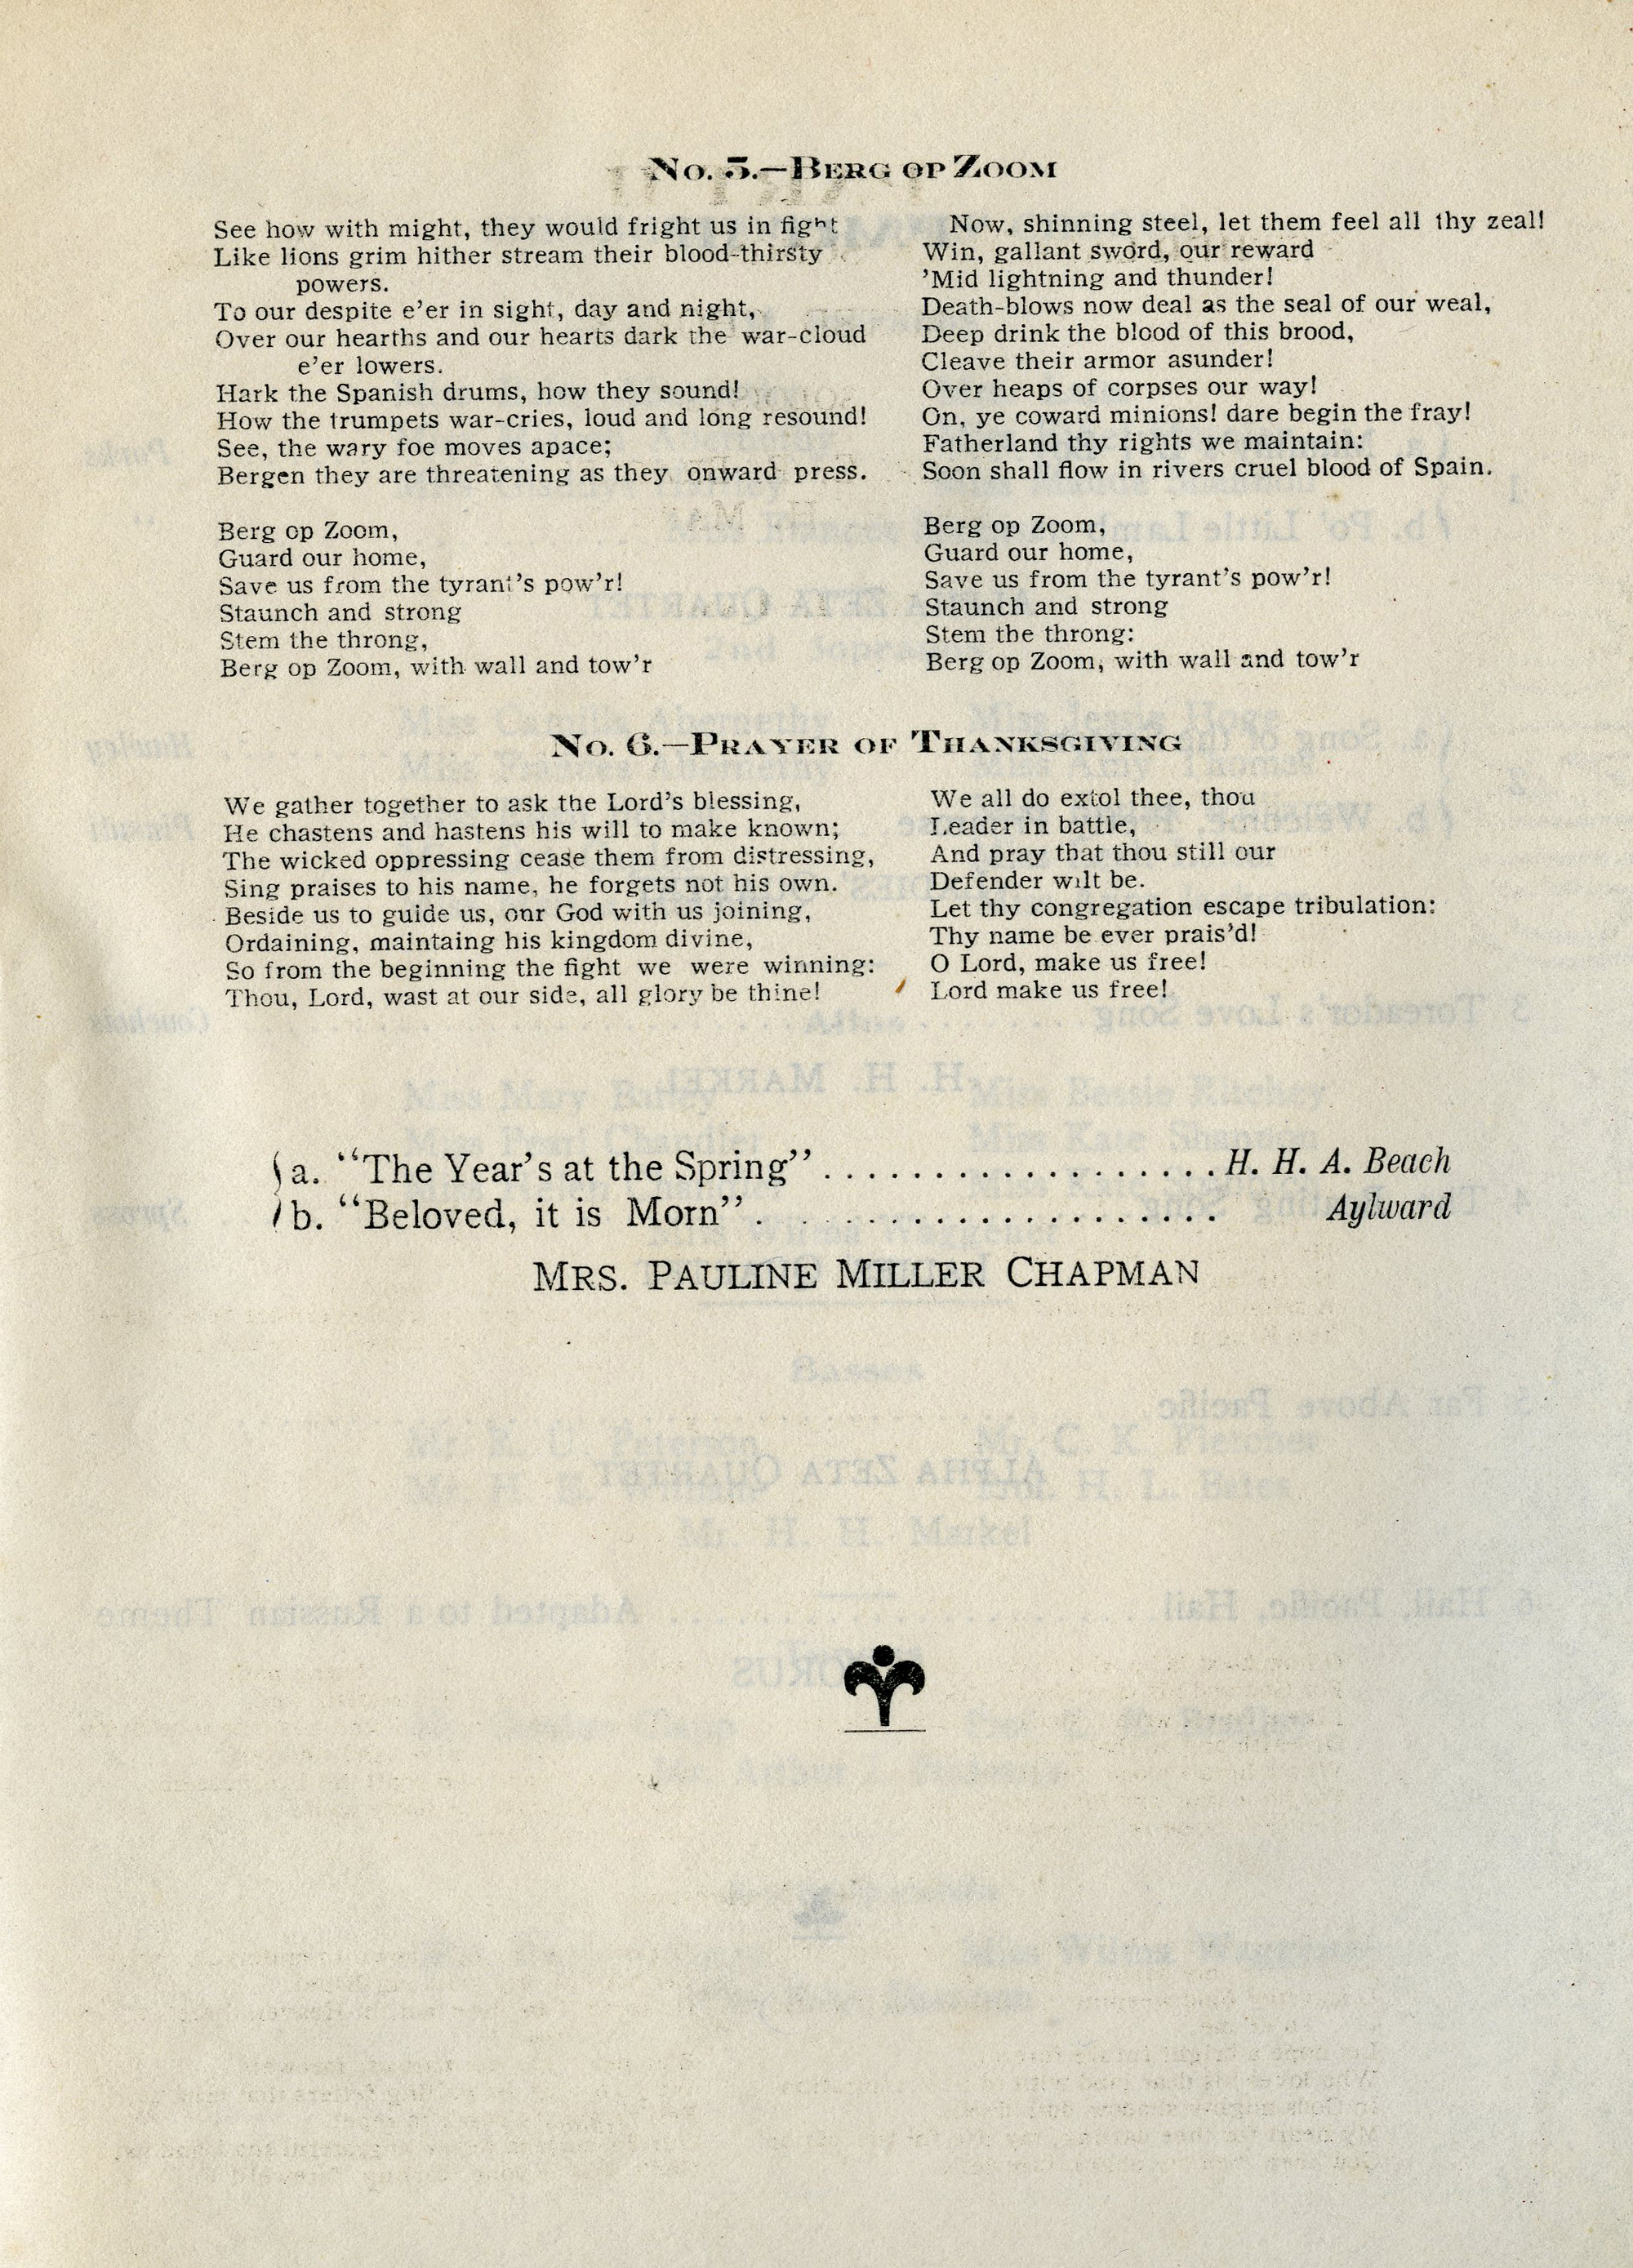 No. 5.—Berg op Zoom
See how with might, they would fright us in fight
Like lions grim hither stream their blood-thirsty
powers.
To our despite e'er in sight, day and night,
Over our hearths and our hearts dark the war-cloud
e'er lowers.
Hark the Spanish drums, how they sound!
How the trumpets war-cries, loud and long resound!
See, the wary foe moves apace;
Bergen they are threatening as they onward press.
Berg op Zoom,
Guard our home,
Save us from the tyrant's pow'r!
Staunch and strong
Stem the throng,
Berg op Zoom, with wall and tow'r
Now, shinning steel, let them feel all thy zeal!
Win, gallant sword, our reward
'Mid lightning and thunder!
Death-blows now deal as the seal of our weal,
Deep drink the blood of this brood,
Cleave their armor asunder!
Over heaps of corpses our way!
On, ye coward minions! dare begin the fray!
Fatherland thy rights we maintain:
Soon shall flow in rivers cruel blood of Spain.
Berg op Zoom,
Guard our home,
Save us from the tyrant's pow'r!
Staunch and strong
Stem the throng:
Berg op Zoom, with wall and tow'r
No. 6.—Prayer of Thanksgiving
We gather together to ask the Lord's blessing,
He chastens and hastens his will to make known;
The wicked oppressing cease them from distressing,
Sing praises to his name, he forgets not his own.
Beside us to guide us, onr God with us joining,
Ordaining, maintaing his kingdom divine,
So from the beginning the fight we were winning:
Thou, Lord, wast at our side, all glory be thine!
We all do extol thee, thou
Leader in battle,
And pray that thou still our
Defender wilt be.
Let thy congregation escape tribulation:
Thy name be ever prais'd!
O Lord, make us free!
Lord make us free!
a. "The Year's at the Spring"..................H. H. A. Beach
b. "Beloved, it is Morn". .................. Aylward
Mrs. Pauline Miller Chapman